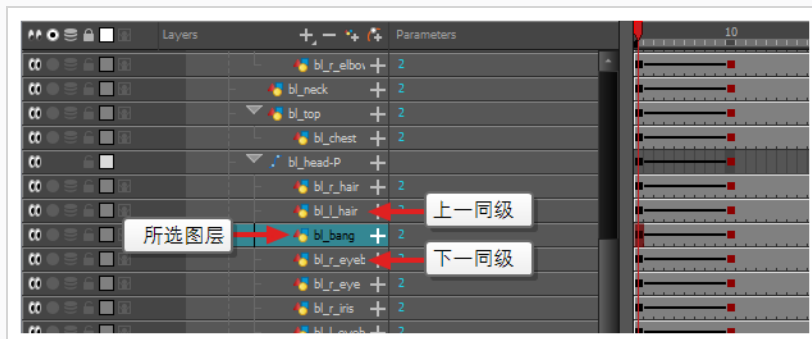 Layers
Parameters
10
bl_r_elbov 2
bl_neck 2
bl_top 2
bl_chest 2
bl_head-P
bl_r_hair 2
bl_l_hair 上一同级
所选图层 bl_bang 2
bl_r_eyeb 下一同级
bl_r_eye 2
bl_r_iris 2